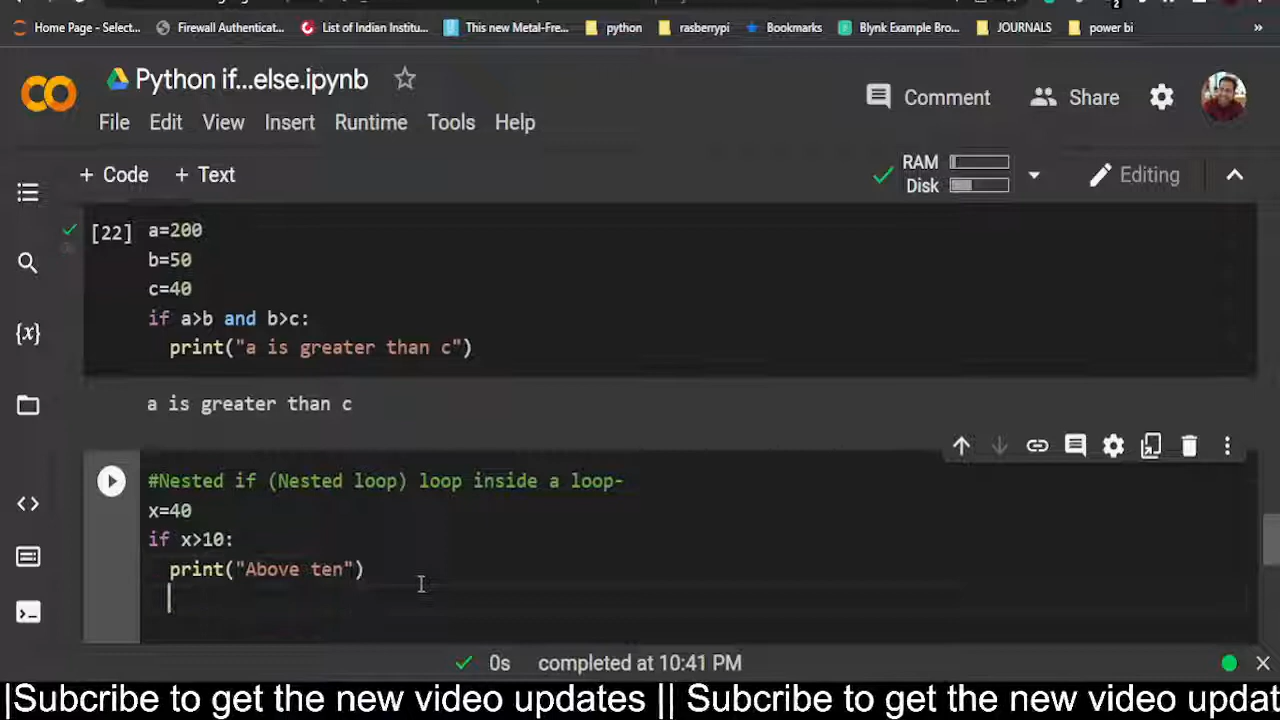 Home Page - Select...
Firewall Authenticat...
List of Indian Institu...
This new Metal-Fre...
python
rasberrypi
Bookmarks
Blynk Example Bro...
JOURNALS
power bi
»
Python if...else.ipynb
Comment
Share
File Edit View Insert Runtime Tools Help
+ Code + Text
RAM
Disk
Editing
[22] a=200
b=50
c=40
if a>b and b>c:
print("a is greater than c")
a is greater than c
#Nested if (Nested loop) loop inside a loop-
x=40
if x>10:
print("Above ten")
{x}
0s completed at 10:41 PM
|Subcribe to get the new video updates || Subcribe to get the new video updat